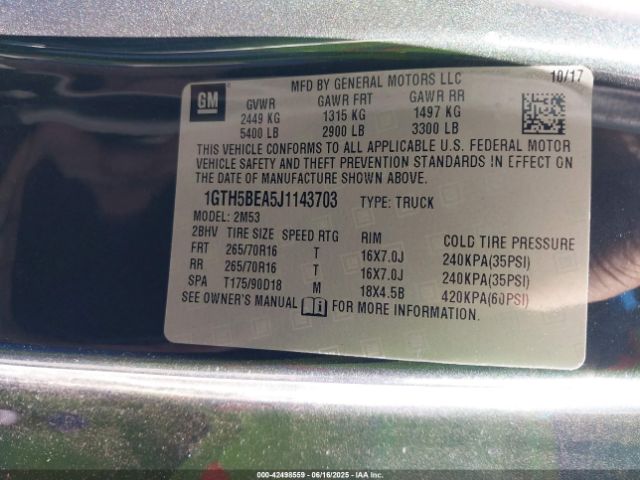 MFD BY GENERAL MOTORS LLC 10/17
GM
GVWR GAWR FRT GAWR RR
2449 KG 1315 KG 1497 KG
5400 LB 2900 LB 3300 LB
THIS VEHICLE CONFORMS TO ALL APPLICABLE U.S. FEDERAL MOTOR
VEHICLE SAFETY AND THEFT PREVENTION STANDARDS IN EFFECT ON
THE DATE OF MANUFACTURE SHOWN ABOVE.
1GTH5BEA5J1143703 TYPE: TRUCK
MODEL: 2M53
2BHV TIRE SIZE SPEED RTG RIM COLD TIRE PRESSURE
FRT 265/70R16 T 16X7.0J 240KPA(35PSI)
RR 265/70R16 T 16X7.0J 240KPA(35PSI)
SPA T175/90D18 M 18X4.5B 420KPA(60PSI)
SEE OWNER'S MANUAL i FOR MORE INFORMATION.
000-42498559 - 06/16/2025 - IAAI.COM